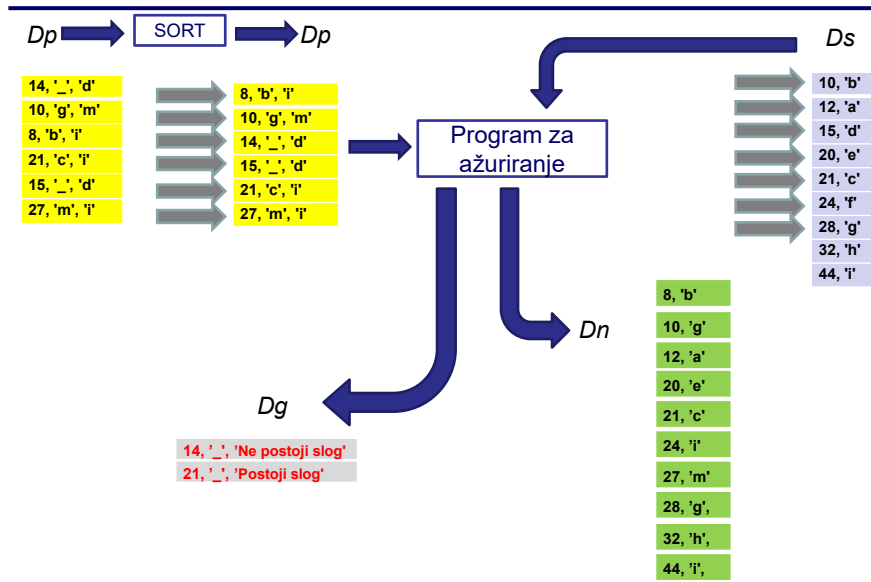 Dp
SORT
Dp
Ds
14, '_', 'd'
10, 'g', 'm'
8, 'b', 'i'
21, 'c', 'i'
15, '_', 'd'
27, 'm', 'i'
8, 'b', 'i'
10, 'g', 'm'
14, '_', 'd'
15, '_', 'd'
21, 'c', 'i'
27, 'm', 'i'
Program za
ažuriranje
10, 'b'
12, 'a'
15, 'd'
20, 'e'
21, 'c'
24, 'f'
28, 'g'
32, 'h'
44, 'i'
Dn
8, 'b'
10, ’g'
12, ’a'
20, ’e'
21, ’c'
24, ’i'
27, ’m'
28, ’g',
32, ’h',
44, ’i',
Dg
14, ’_', ’Ne postoji slog'
21, ’_', ’Postoji slog'